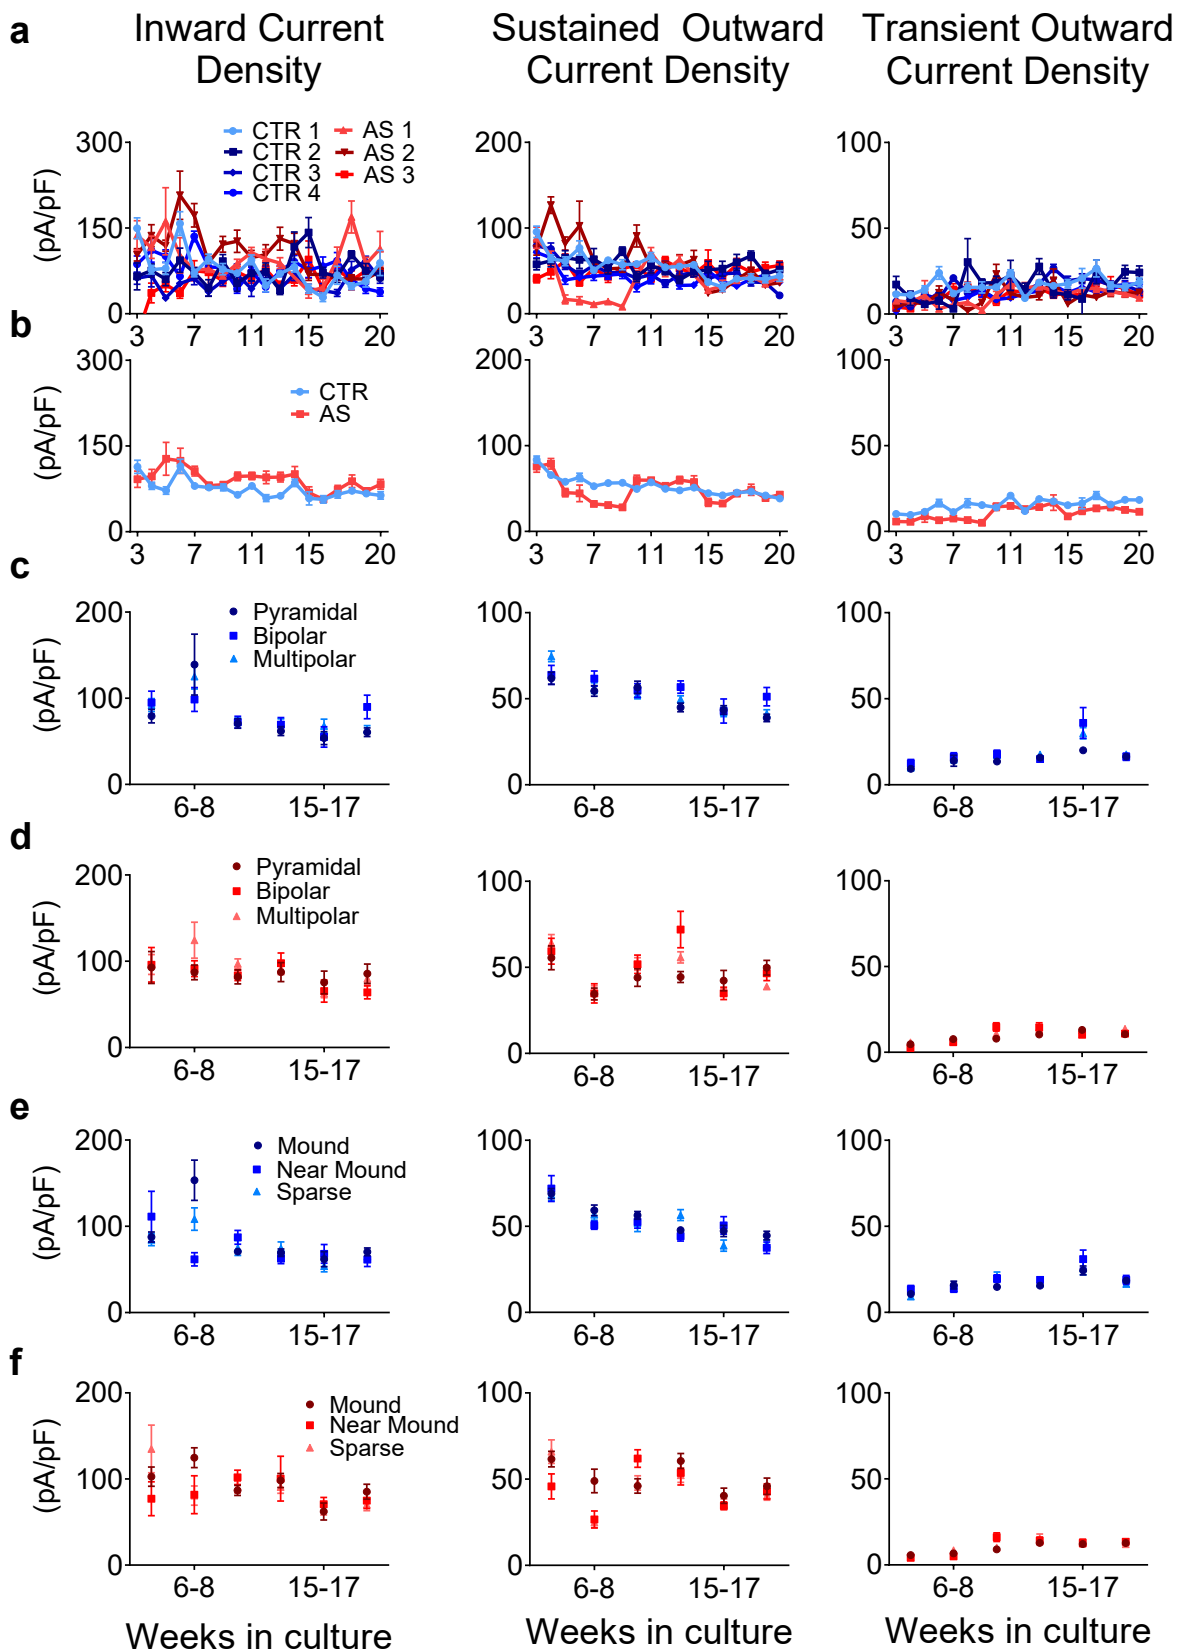 a
Inward Current
Density
Sustained Outward
Current Density
Transient Outward
Current Density
(pA/pF)
300
150
0
CTR 1
CTR 2
CTR 3
CTR 4
AS 1
AS 2
AS 3
3 7 11 15 20
200
100
0
3 7 11 15 20
100
50
0
3 7 11 15 20
b
(pA/pF)
300
150
0
CTR
AS
3 7 11 15 20
200
100
0
3 7 11 15 20
100
50
0
3 7 11 15 20
c
(pA/pF)
200
100
0
Pyramidal
Bipolar
Multipolar
6-8 15-17
100
50
0
6-8 15-17
100
50
0
6-8 15-17
d
(pA/pF)
200
100
0
Pyramidal
Bipolar
Multipolar
6-8 15-17
100
50
0
6-8 15-17
100
50
0
6-8 15-17
e
(pA/pF)
200
100
0
Mound
Near Mound
Sparse
6-8 15-17
100
50
0
6-8 15-17
100
50
0
6-8 15-17
f
(pA/pF)
200
100
0
Mound
Near Mound
Sparse
6-8 15-17
100
50
0
6-8 15-17
100
50
0
6-8 15-17
Weeks in culture
Weeks in culture
Weeks in culture